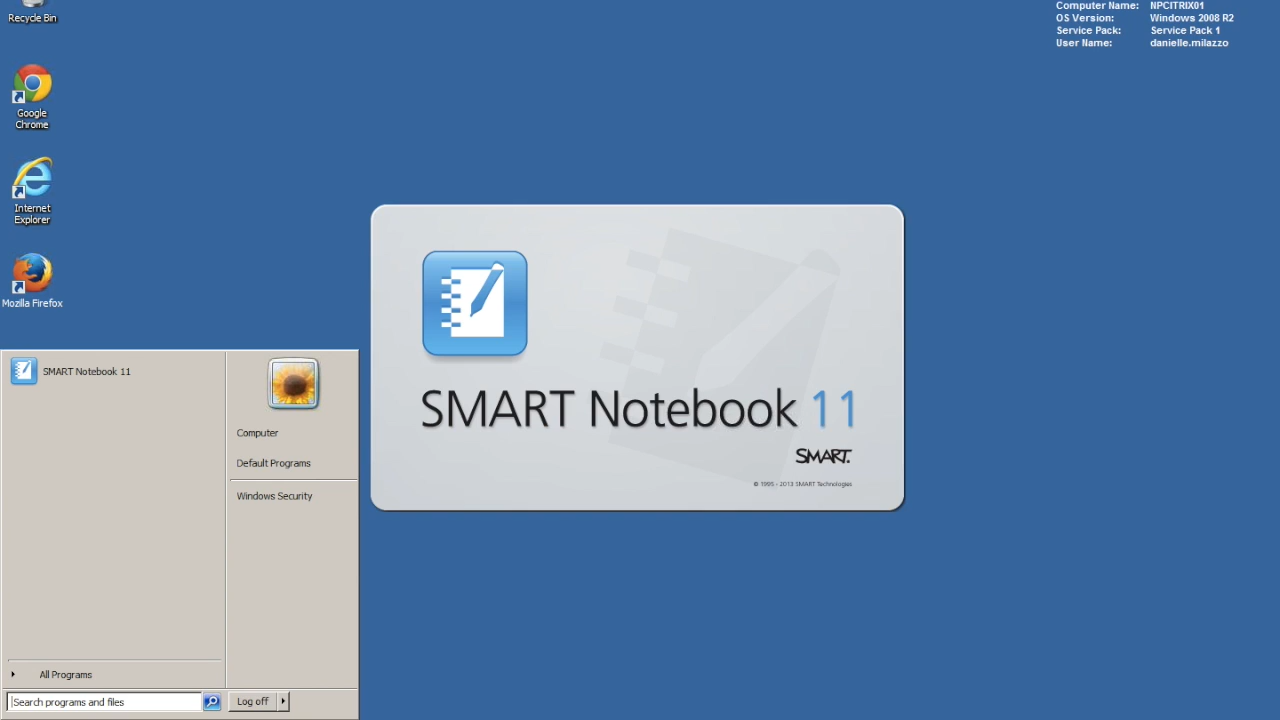 Recycle Bin
Computer Name: NPCITRIX01
OS Version: Windows 2008 R2
Service Pack: Service Pack 1
User Name: danielle.milazzo
Google
Chrome
Internet
Explorer
Mozilla Firefox
SMART Notebook 11
SMART.
© 1995 - 2013 SMART Technologies
SMART Notebook 11
Computer
Default Programs
Windows Security
All Programs
Search programs and files
Log off